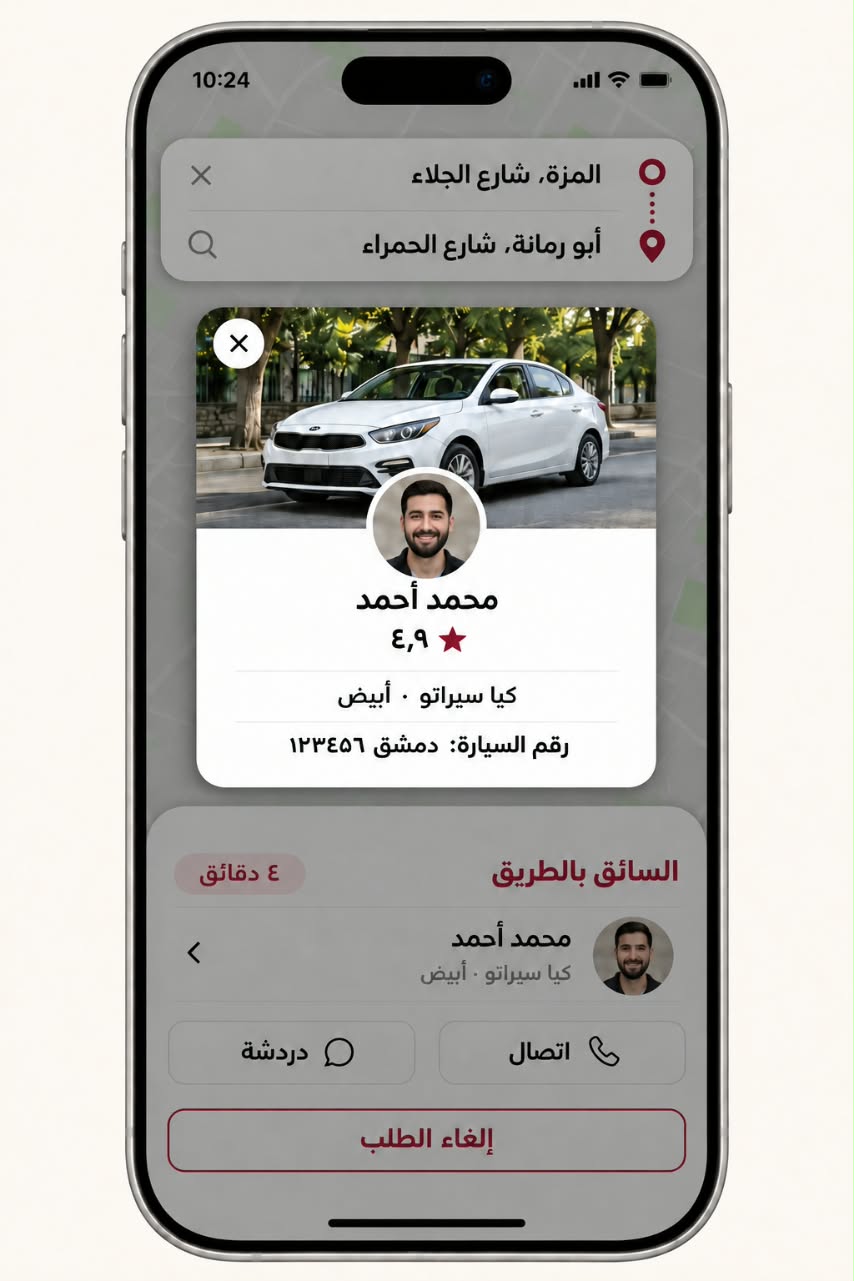 10:24
المزة، شارع الجلاء
أبو رمانة، شارع الحمراء
محمد أحمد
٤,٩
كيا سيراتو · أبيض
رقم السيارة: دمشق ١٢٣٤٥٦
السائق بالطريق
٤ دقائق
محمد أحمد
كيا سيراتو · أبيض
اتصال
دردشة
إلغاء الطلب